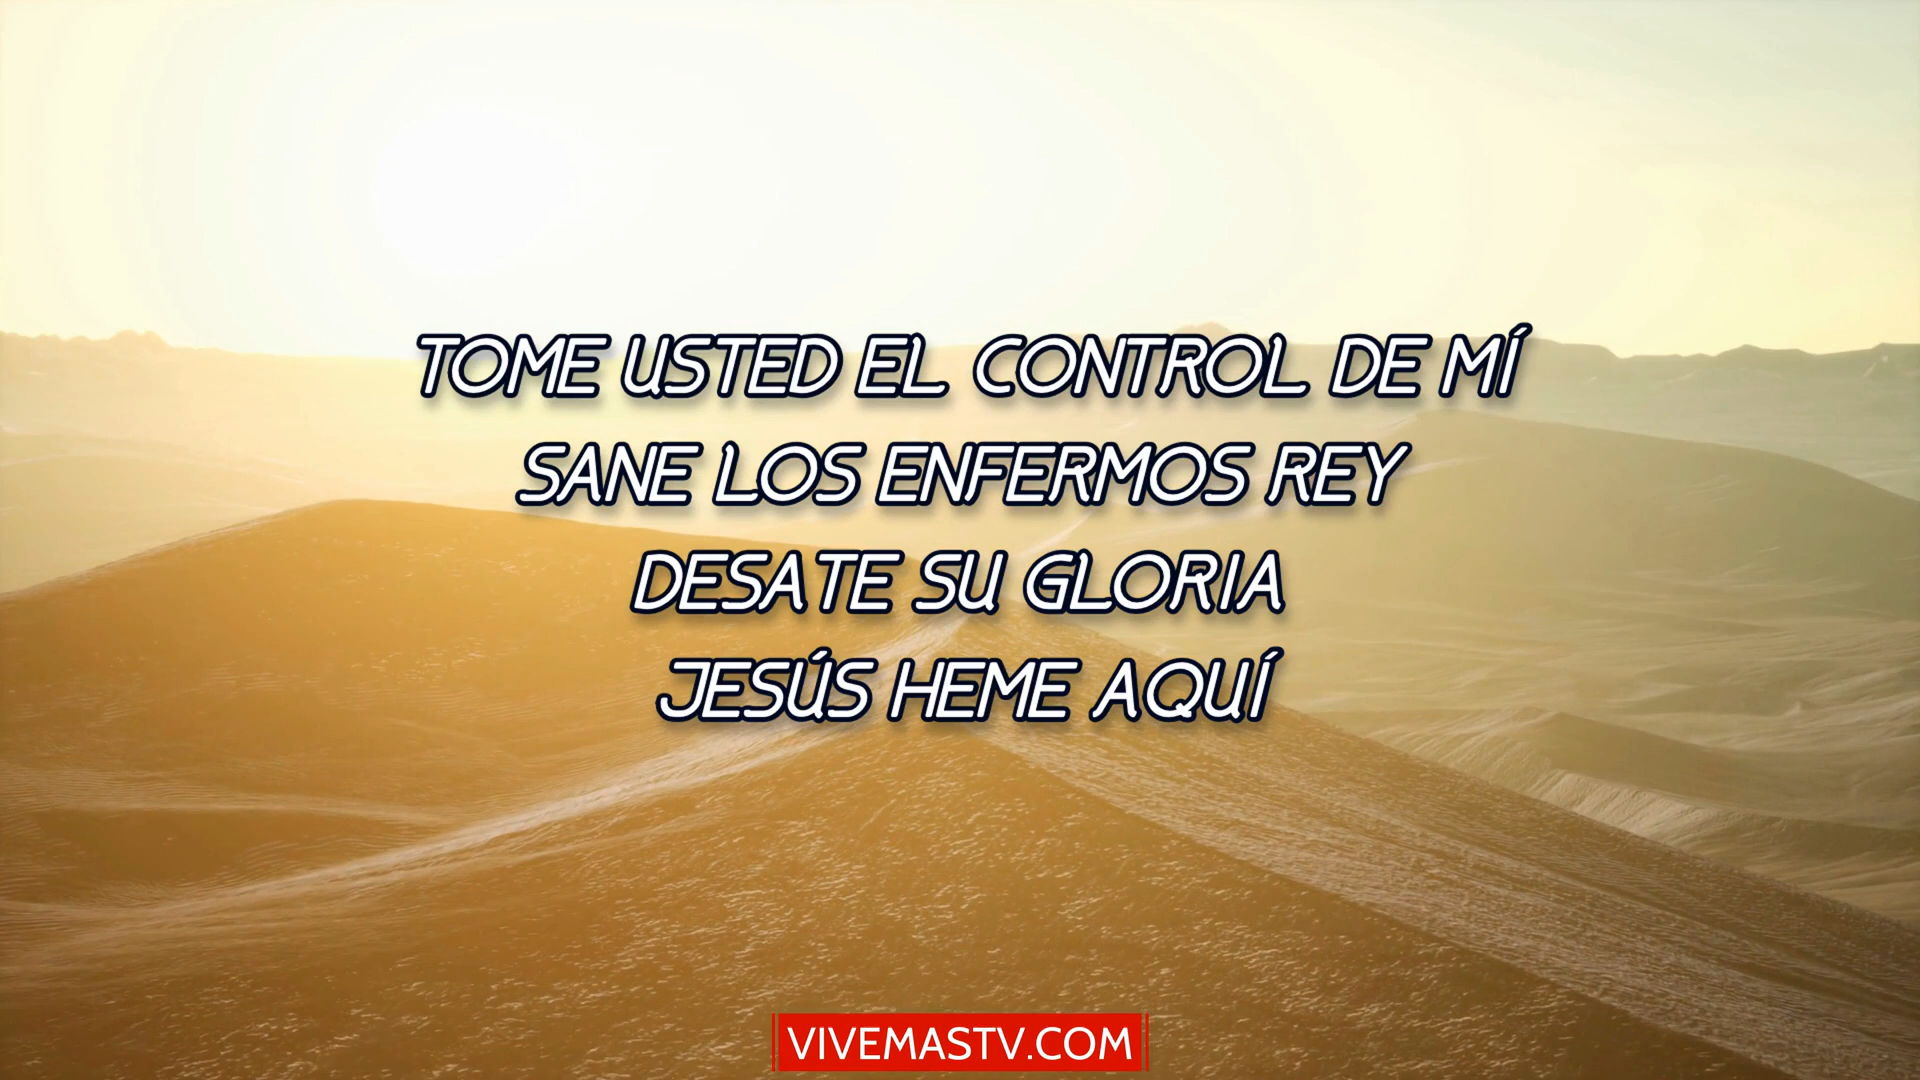 TOME USTED EL CONTROL DE MÍ
SANE LOS ENFERMOS REY
DESATE SU GLORIA
JESÚS HEME AQUÍ
VIVEMASTV.COM